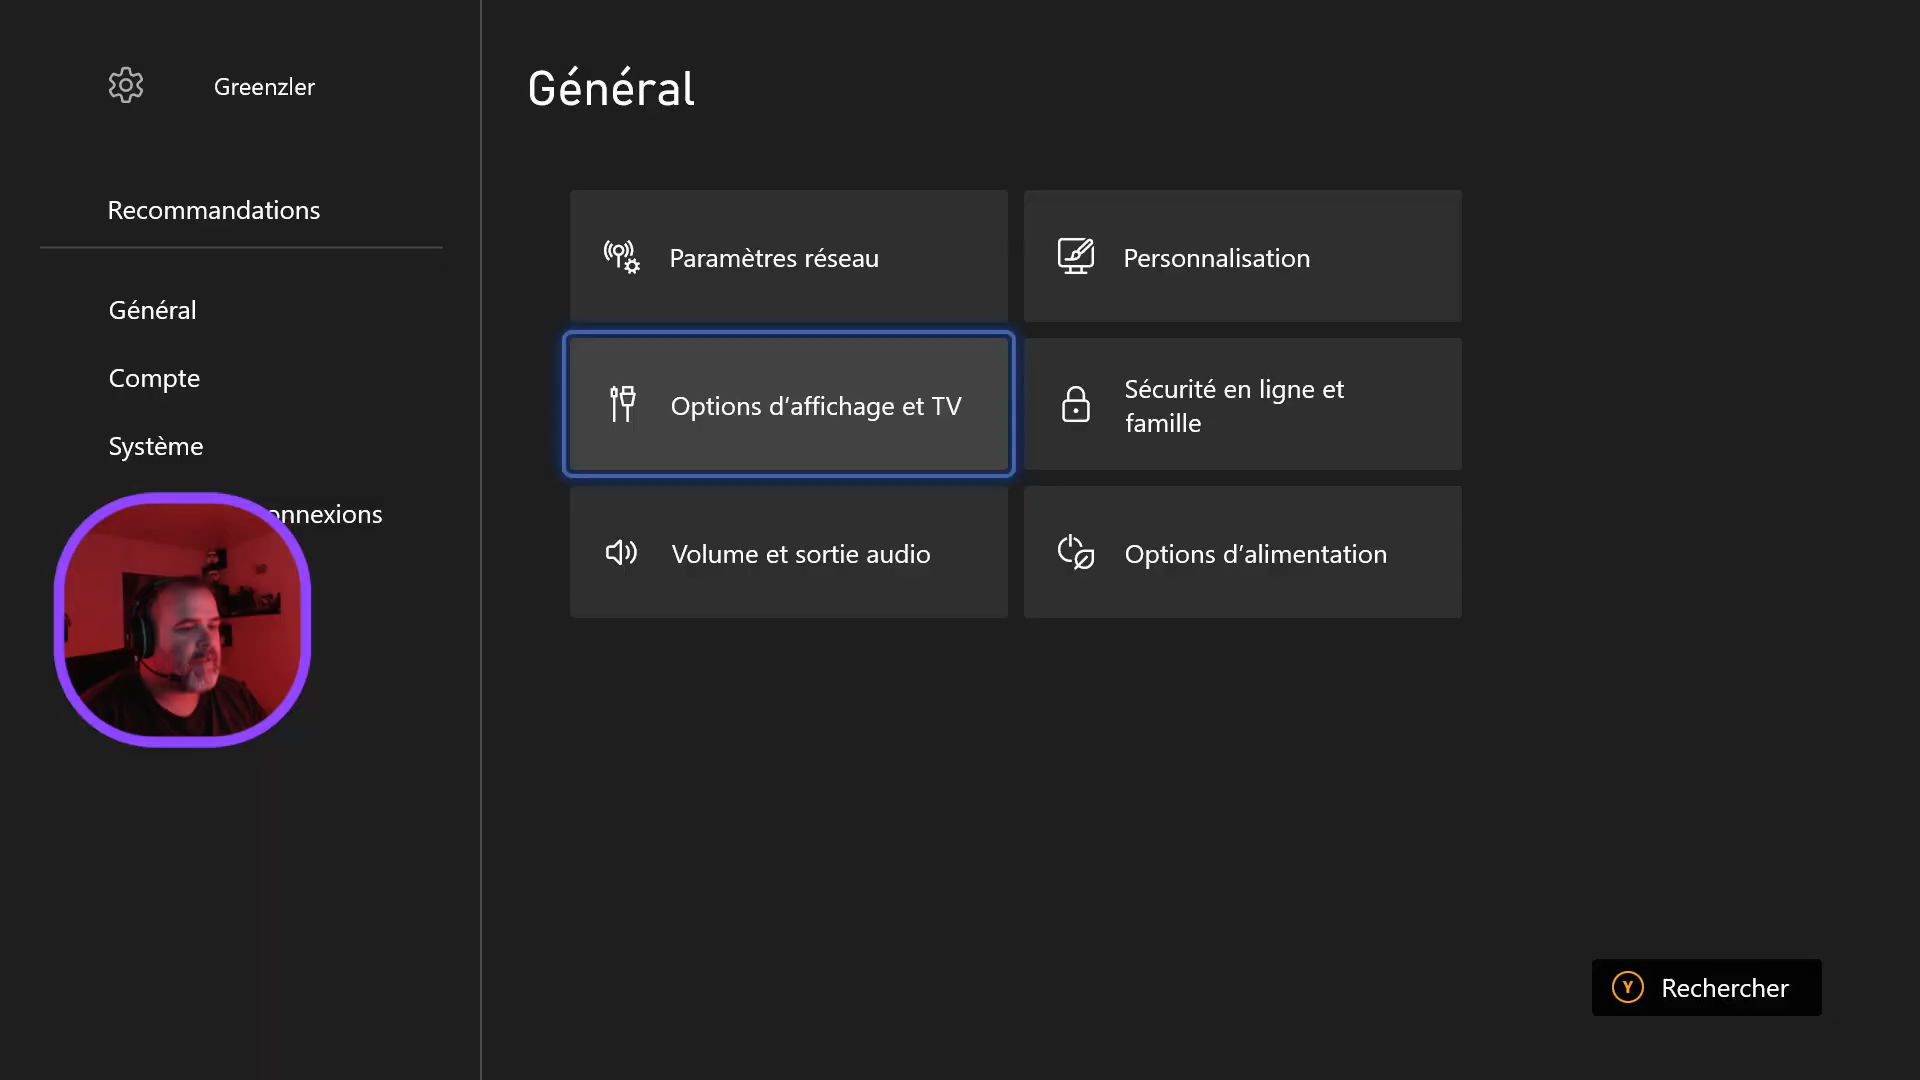 Greenzler
Général
Recommandations
Général
Compte
Système
onnexions
Paramètres réseau
Personnalisation
Options d’affichage et TV
Sécurité en ligne et
famille
Volume et sortie audio
Options d’alimentation
Y Rechercher